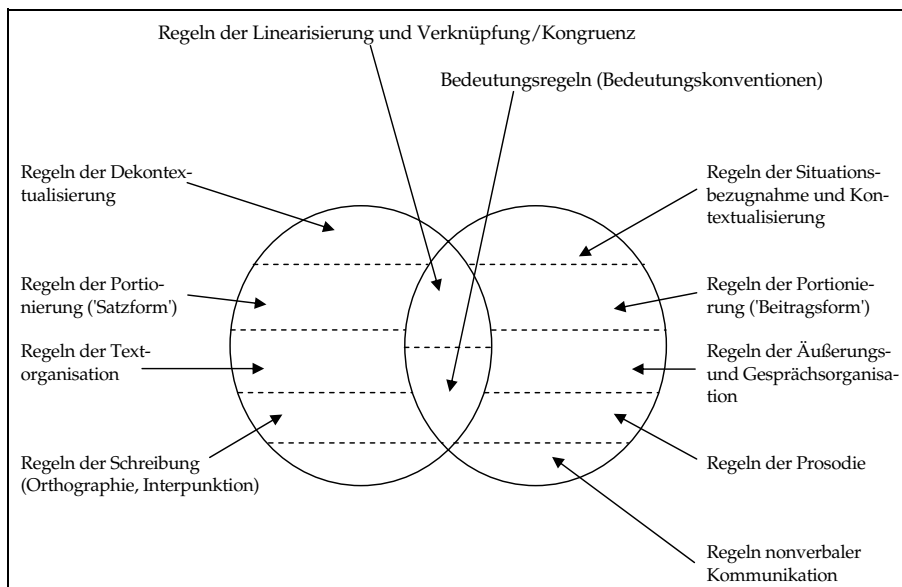 Regeln der Linearisierung und Verknüpfung/Kongruenz
Bedeutungsregeln (Bedeutungskonventionen)
Regeln der Dekontex-
tualisierung
Regeln der Portio-
nierung ('Satzform')
Regeln der Text-
organisation
Regeln der Schreibung
(Orthographie, Interpunktion)
Regeln der Situations-
bezugnahme und Kon-
textualisierung
Regeln der Portionie-
rung ('Beitragsform')
Regeln der Äußerungs-
und Gesprächsorganisa-
tion
Regeln der Prosodie
Regeln nonverbaler
Kommunikation